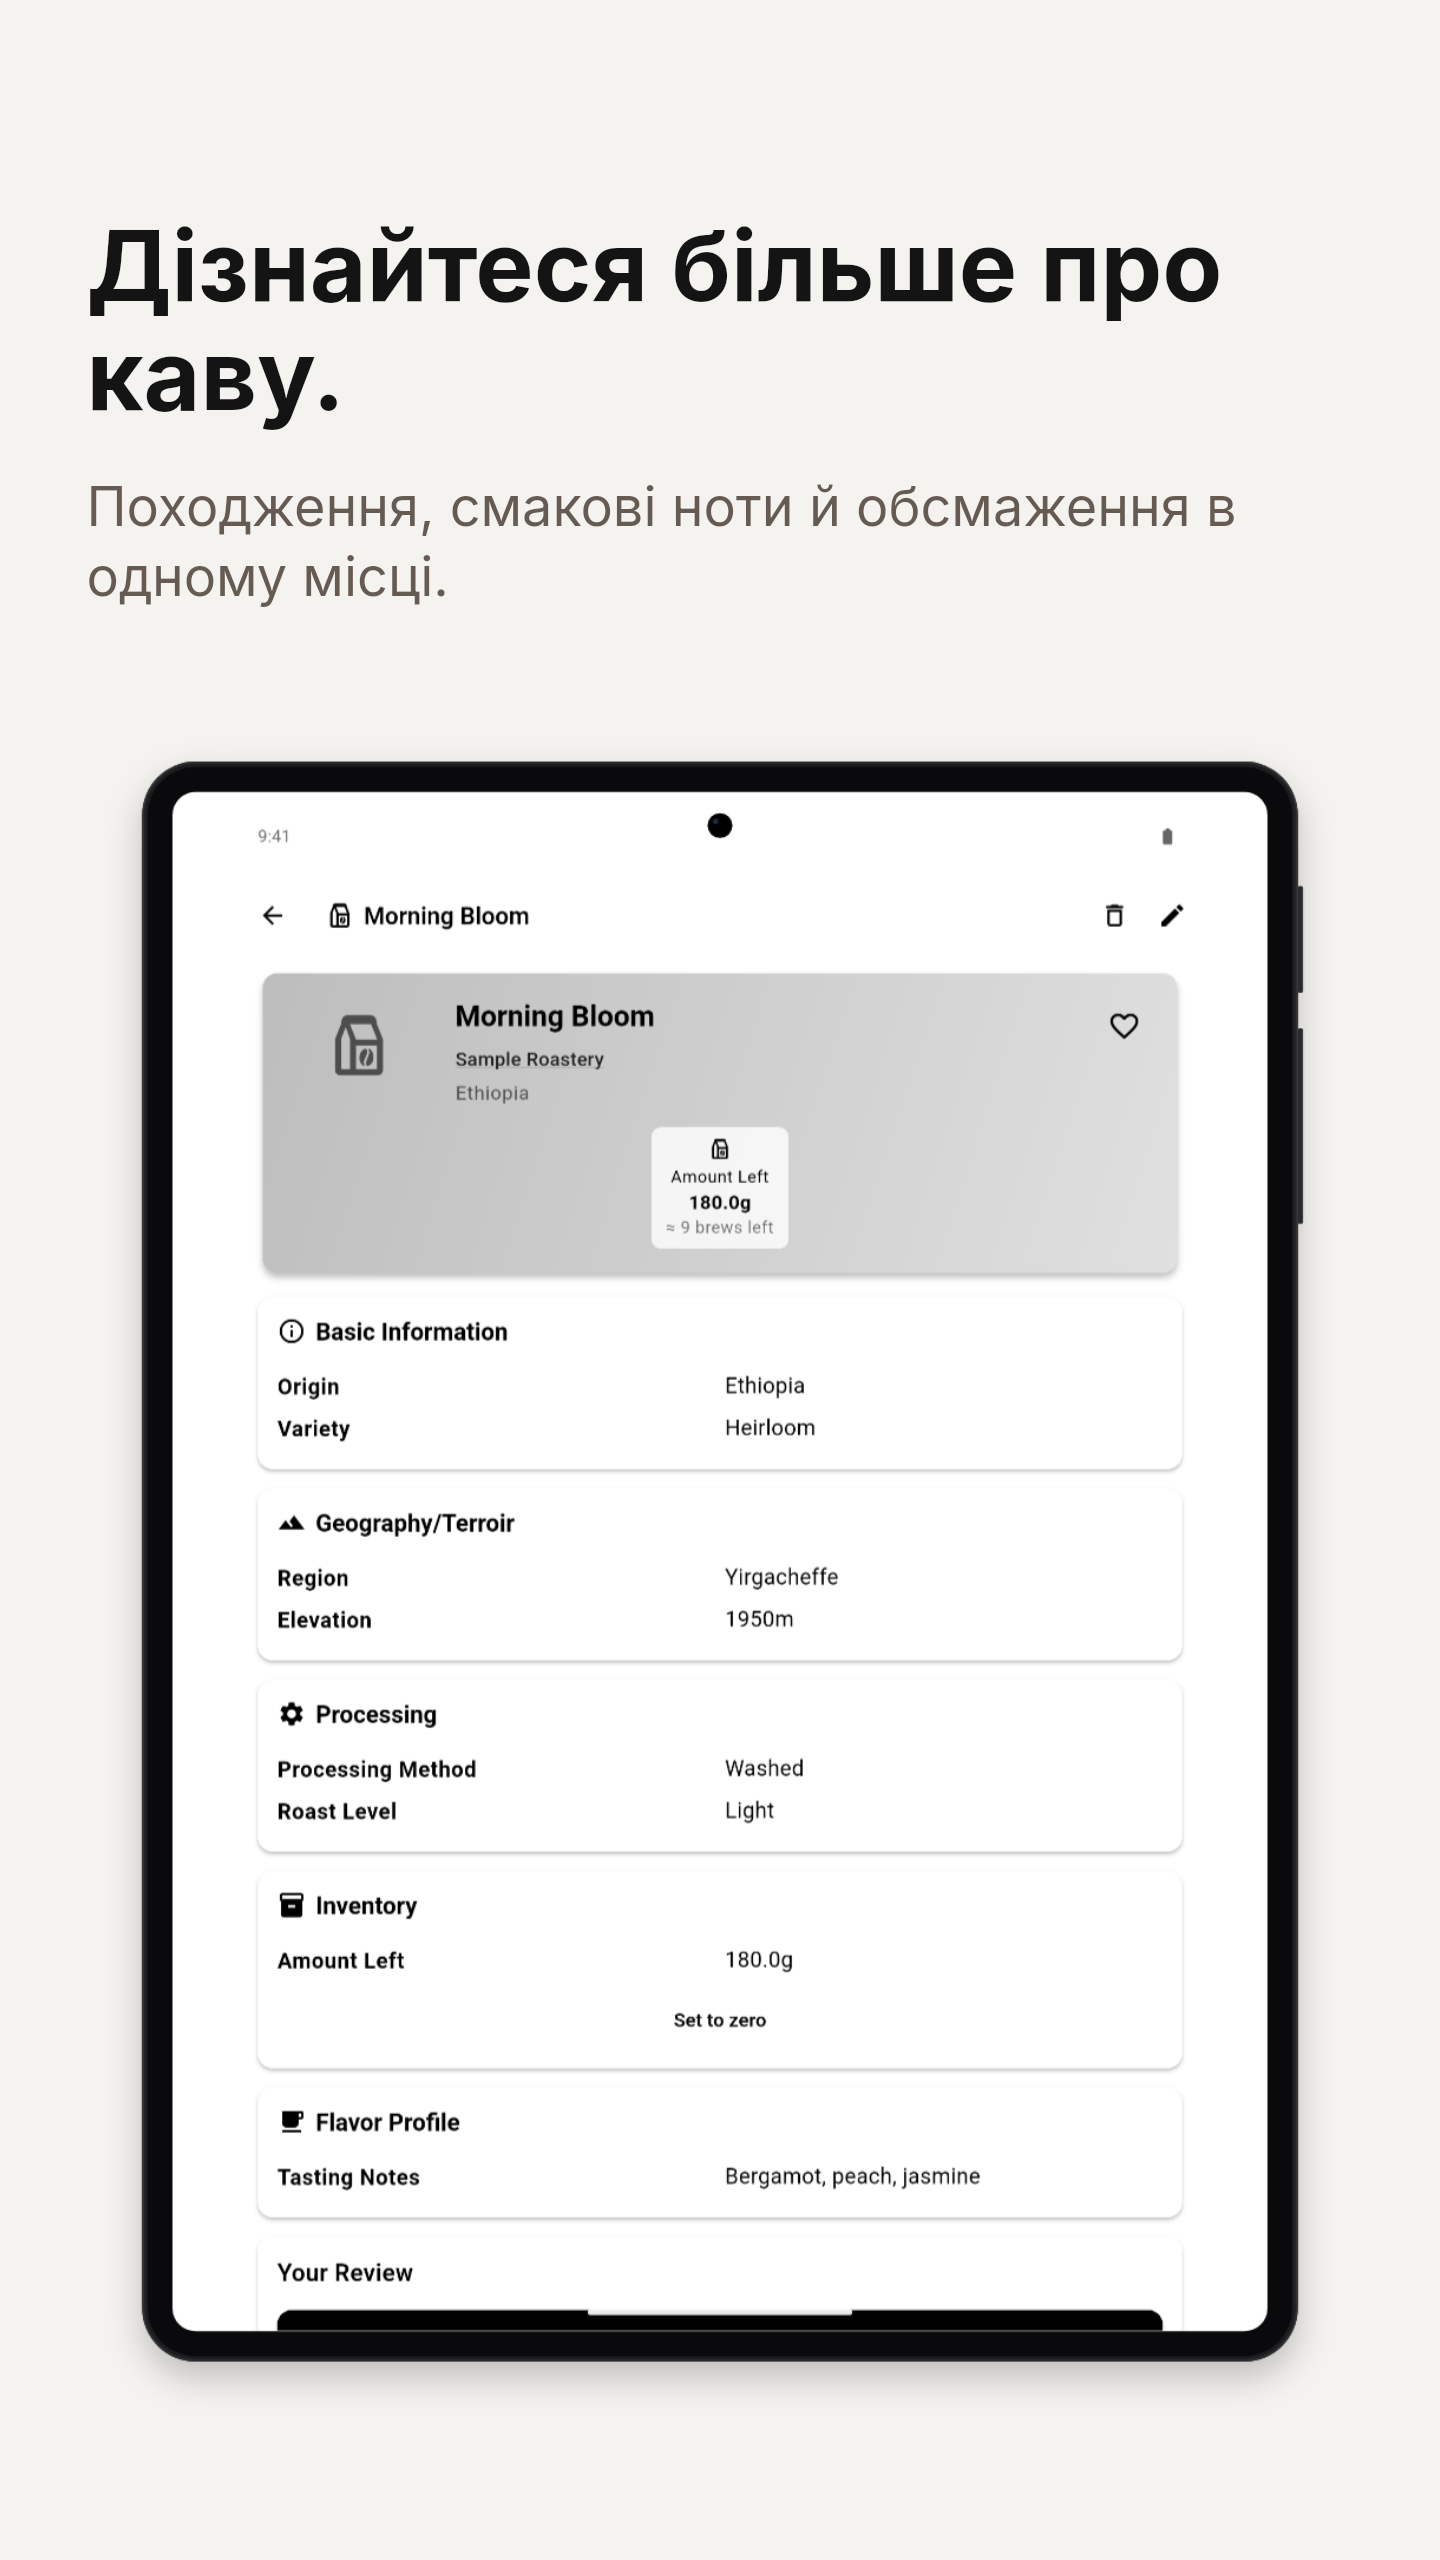 Дізнайтеся більше про
каву.
Походження, смакові ноти й обсмаження в
одному місці.
9:41
Morning Bloom
Morning Bloom
Sample Roastery
Ethiopia
Amount Left
180.0g
≈ 9 brews left
Basic Information
Origin Ethiopia
Variety Heirloom
Geography/Terroir
Region Yirgacheffe
Elevation 1950m
Processing
Processing Method Washed
Roast Level Light
Inventory
Amount Left 180.0g
Set to zero
Flavor Profile
Tasting Notes Bergamot, peach, jasmine
Your Review